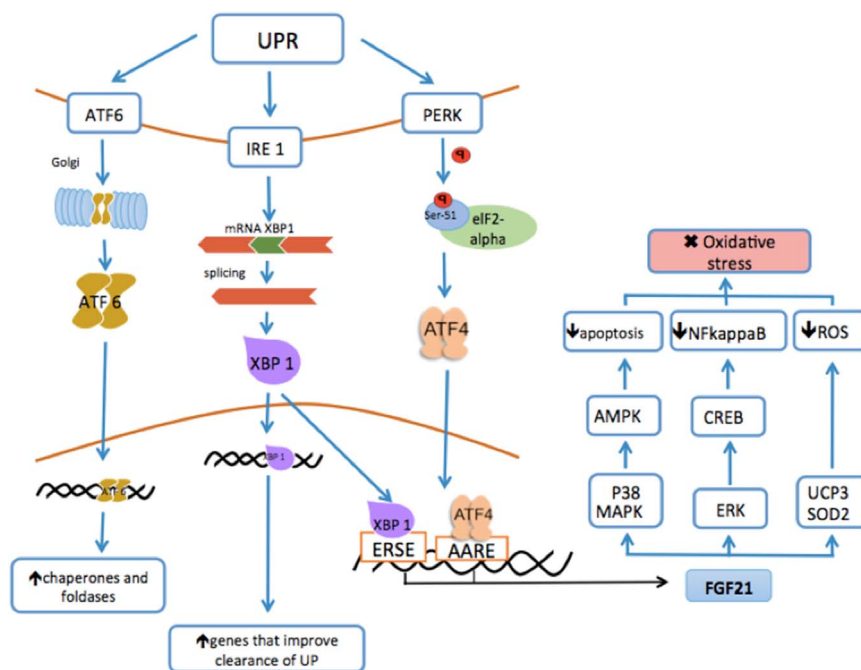 UPR
ATF6
IRE 1
PERK
Golgi
P
mRNA XBP1
P
Ser-51
eIF2-
alpha
splicing
ATF 6
ATF4
XBP 1
✖ Oxidative
stress
↓apoptosis
↓NFkappaB
↓ROS
AMPK
CREB
P38
MAPK
ERK
UCP3
SOD2
XBP 1
ATF 6
XBP 1
ATF4
ERSE
AARE
FGF21
↑chaperones and
foldases
↑genes that improve
clearance of UP